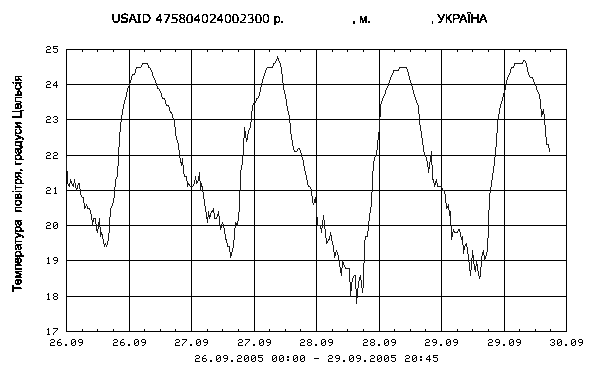 USAID 475804024002300 р. , м. , УКРАЇНА
Температура повітря, градуси Цельсія
25
24
23
22
21
20
19
18
17
26.09 26.09 27.09 27.09 28.09 28.09 29.09 29.09 30.09
26.09.2005 00:00 - 29.09.2005 20:45